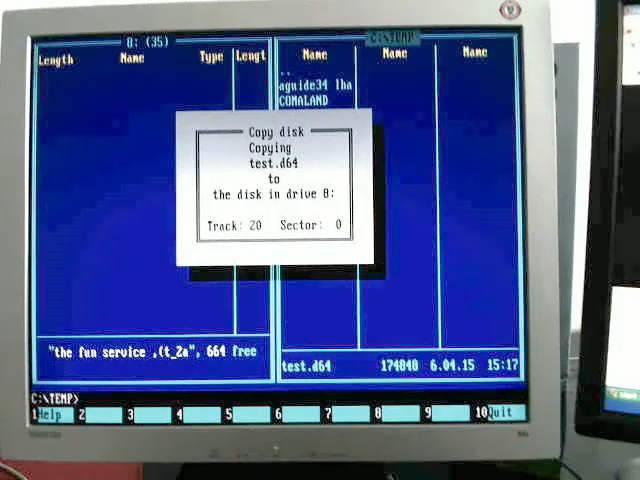 8: (35)
C:\TEMP
Length Name Type Lengt Name Name Name
..
aguide34 lha
COMALAND
Copy disk
Copying
test.d64
to
the disk in drive 8:
Track: 20 Sector: 0
"the fun service ,(t_2a", 664 free
test.d64 174848 6.04.15 15:17
C:\TEMP>
1Help 2 3 4 5 6 7 8 9 10Quit